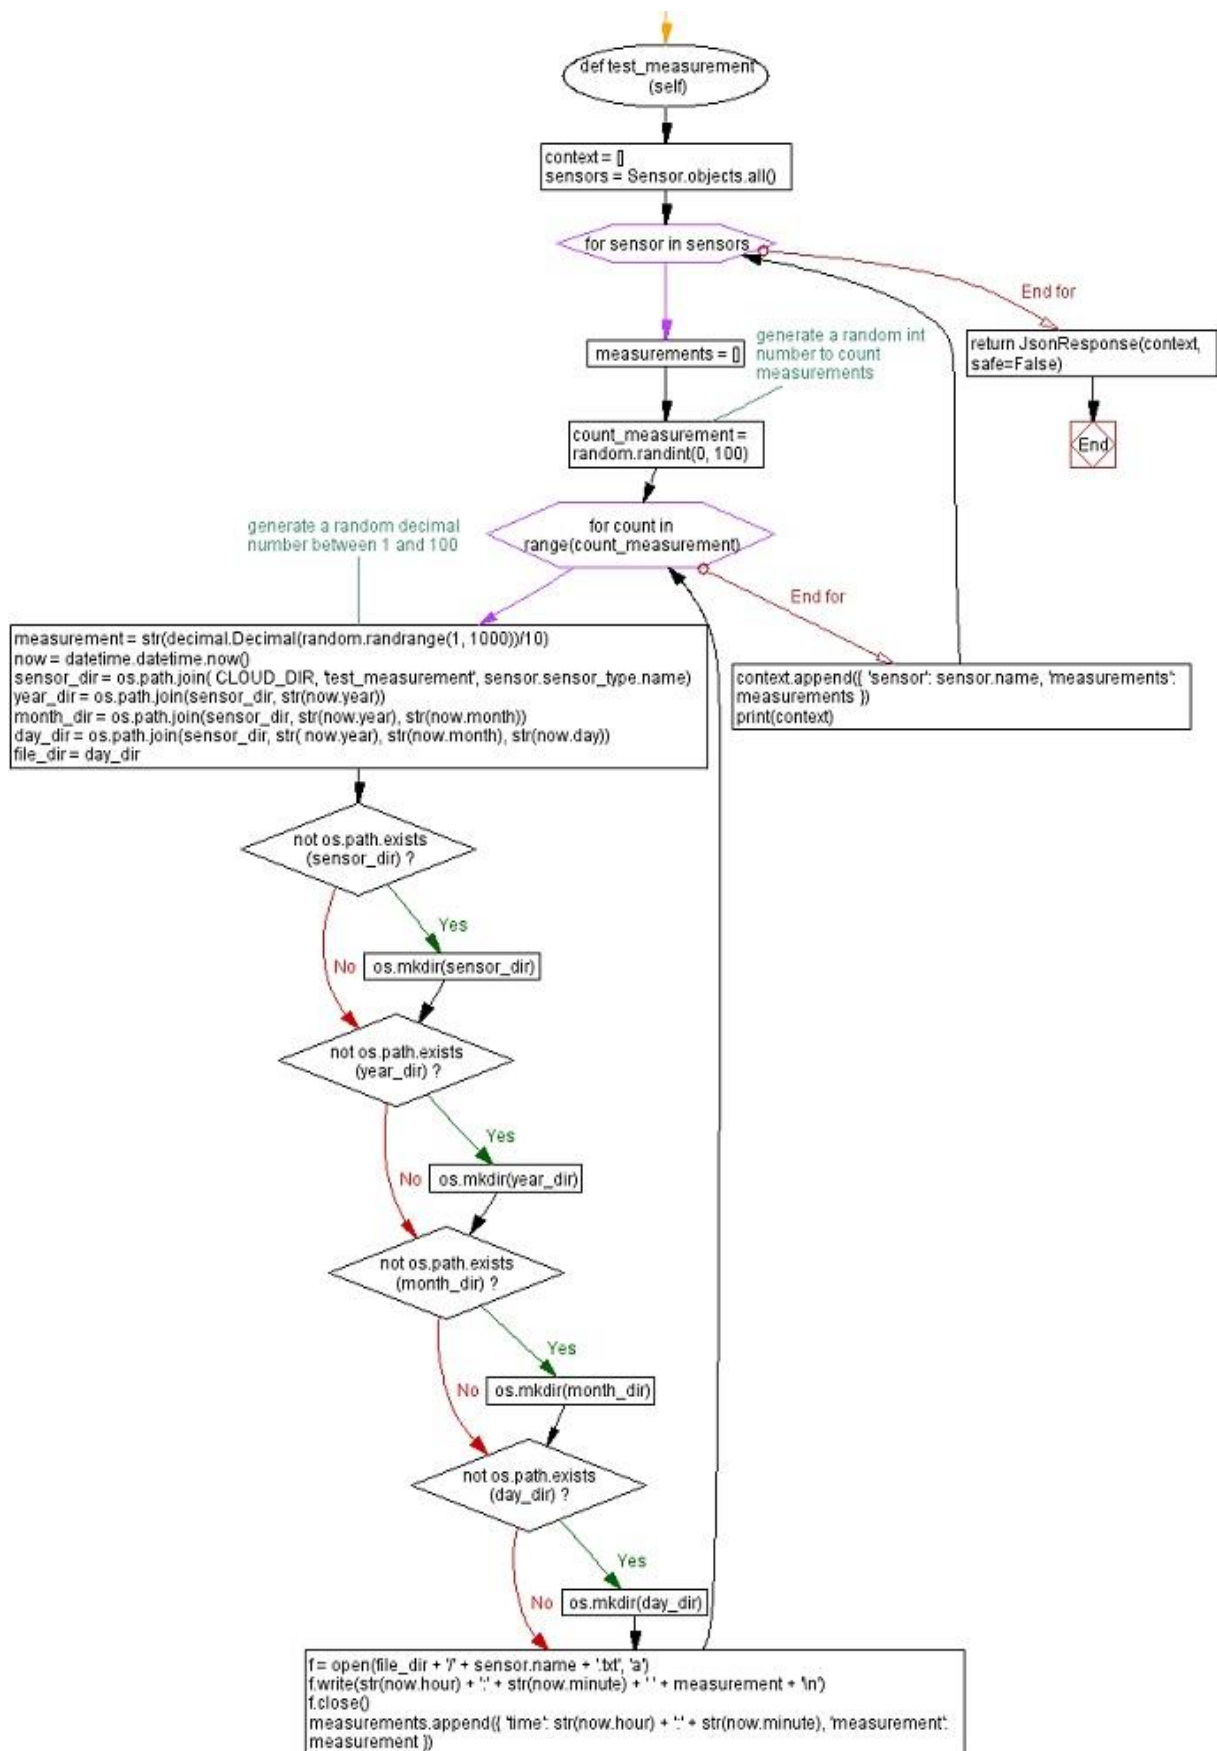 def test_measurement
(self)
context = []
sensors = Sensor.objects.all()
for sensor in sensors
End for
return JsonResponse(context,
safe=False)
End
measurements = []
generate a random int
number to count
measurements
count_measurement =
random.randint(0, 100)
for count in
range(count_measurement)
End for
context.append({ 'sensor': sensor.name, 'measurements':
measurements })
print(context)
generate a random decimal
number between 1 and 100
measurement = str(decimal.Decimal(random.randrange(1, 1000))/10)
now = datetime.datetime.now()
sensor_dir = os.path.join( CLOUD_DIR, 'test_measurement', sensor.sensor_type.name)
year_dir = os.path.join(sensor_dir, str(now.year))
month_dir = os.path.join(sensor_dir, str(now.year), str(now.month))
day_dir = os.path.join(sensor_dir, str( now.year), str(now.month), str(now.day))
file_dir = day_dir
not os.path.exists
(sensor_dir) ?
Yes
No
os.mkdir(sensor_dir)
not os.path.exists
(year_dir) ?
Yes
No
os.mkdir(year_dir)
not os.path.exists
(month_dir) ?
Yes
No
os.mkdir(month_dir)
not os.path.exists
(day_dir) ?
Yes
No
os.mkdir(day_dir)
f = open(file_dir + '/' + sensor.name + '.txt', 'a')
f.write(str(now.hour) + ':' + str(now.minute) + ' ' + measurement + '\n')
f.close()
measurements.append({ 'time': str(now.hour) + ':' + str(now.minute), 'measurement':
measurement })